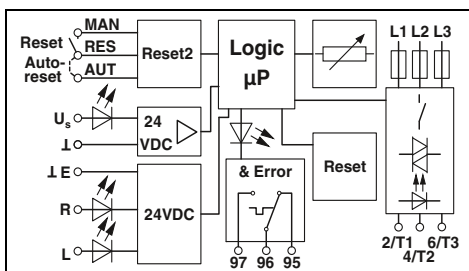 MAN
Reset RES Reset2
Auto-
reset AUT
Logic
µP
L1 L2 L3
Us 24
VDC
⊥
⊥ E
R 24VDC
L
& Error
Reset
97 96 95
2/T1 6/T3
4/T2